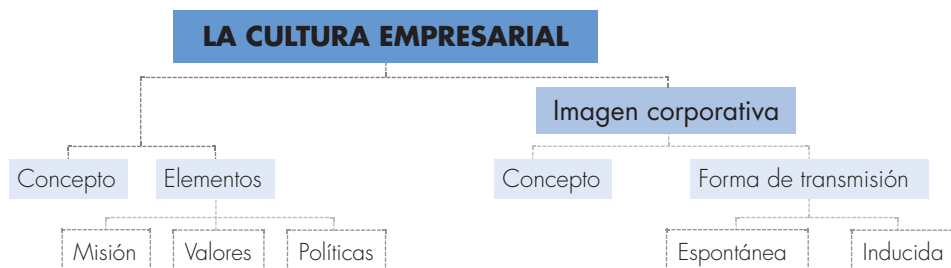 LA CULTURA EMPRESARIAL
Imagen corporativa
Concepto
Elementos
Concepto
Forma de transmisión
Misión
Valores
Políticas
Espontánea
Inducida